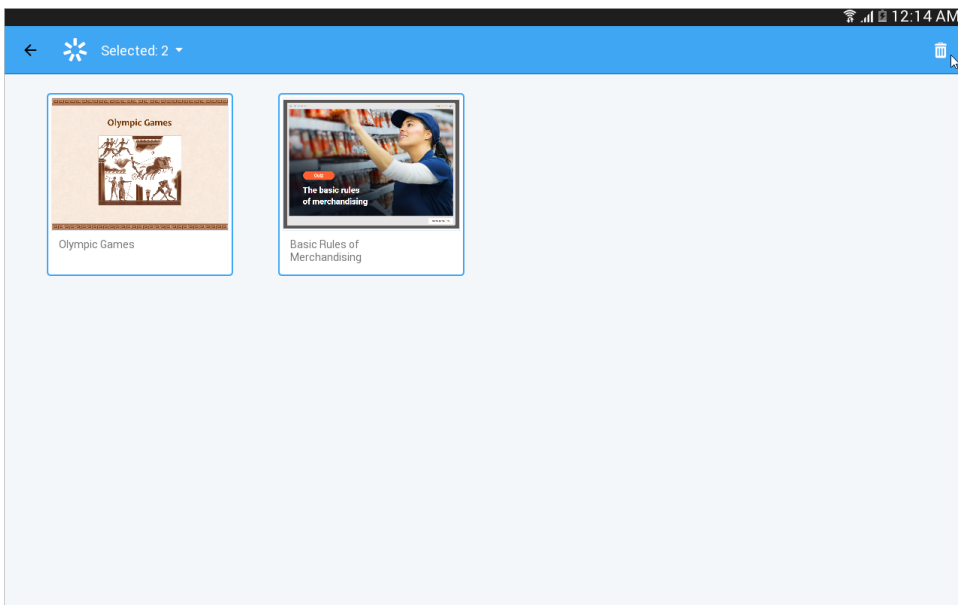 12:14 AM
Selected: 2
Olympic Games
Quiz
The basic rules
of merchandising
Olympic Games
Basic Rules of
Merchandising